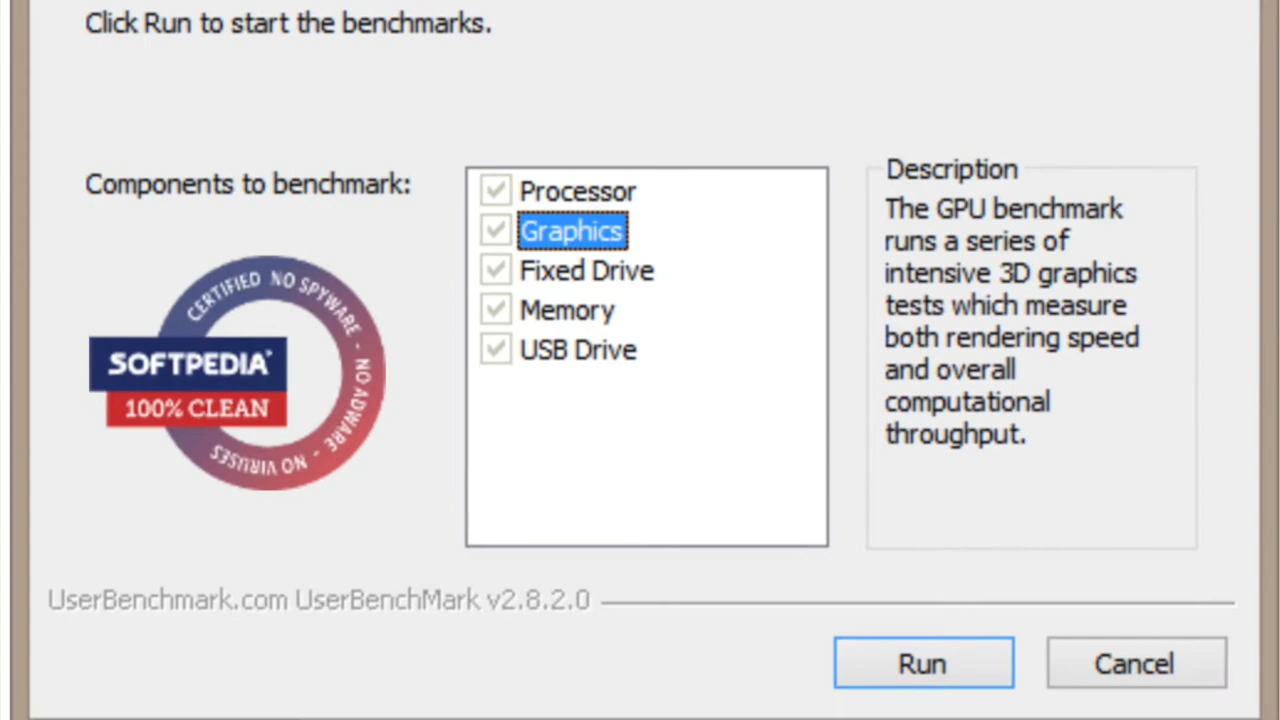 Click Run to start the benchmarks.
Components to benchmark:
Processor
Graphics
Fixed Drive
Memory
USB Drive
Description
The GPU benchmark
runs a series of
intensive 3D graphics
tests which measure
both rendering speed
and overall
computational
throughput.
CERTIFIED NO SPYWARE - NO ADWARE - NO VIRUSES
SOFTPEDIA
100% CLEAN
UserBenchmark.com UserBenchMark v2.8.2.0
Run
Cancel